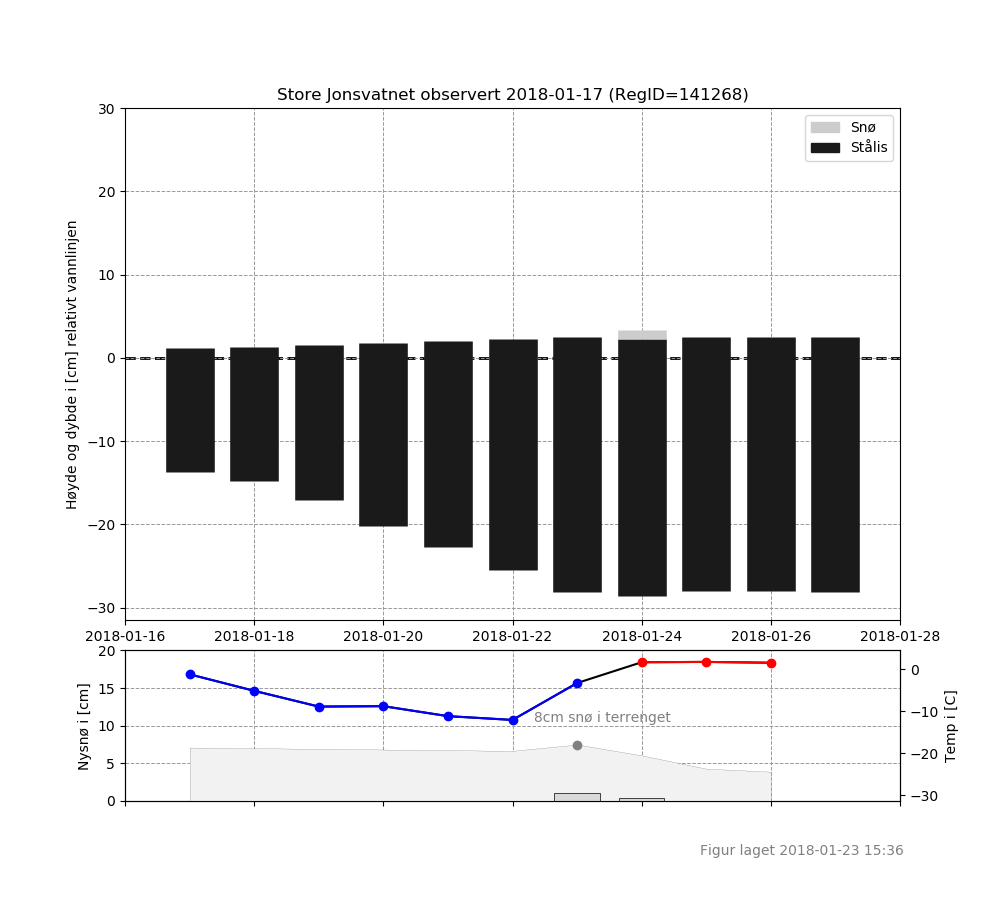 Store Jonsvatnet observert 2018-01-17 (RegID=141268)
Snø
Stålis
Høyde og dybde i [cm] relativt vannlinjen
30
20
10
0
−10
−20
−30
2018-01-16 2018-01-18 2018-01-20 2018-01-22 2018-01-24 2018-01-26 2018-01-28
Nysnø i [cm]
20
15
10
5
0
8cm snø i terrenget
0
−10
−20
−30
Temp i [C]
Figur laget 2018-01-23 15:36